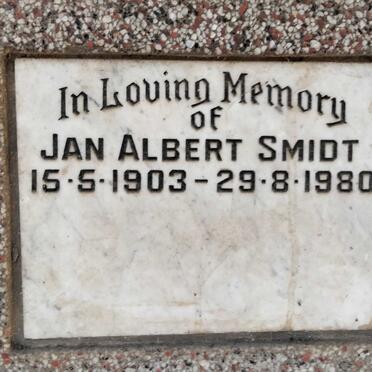 In Loving Memory
of
JAN ALBERT SMIDT
15·5·1903 – 29·8·1980